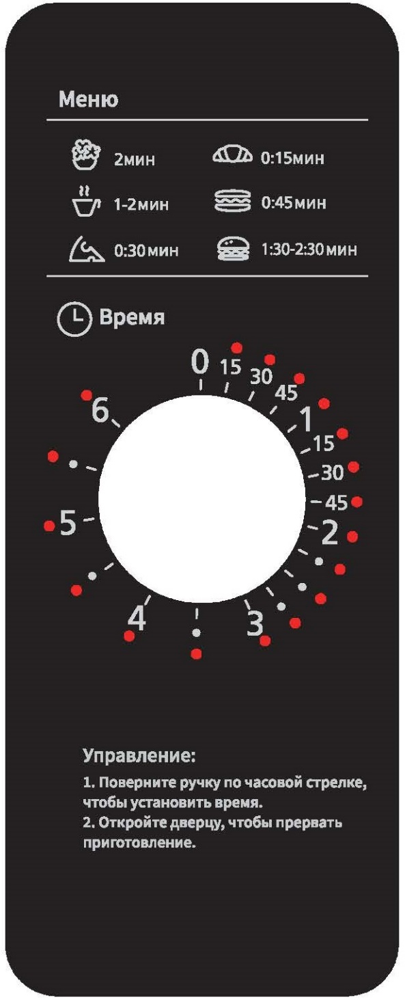 Меню
2мин 0:15мин
1-2мин 0:45мин
0:30мин 1:30-2:30мин
Время
0
15
30
45
1
15
30
45
2
3
4
5
6
Управление:
1. Поверните ручку по часовой стрелке,
чтобы установить время.
2. Откройте дверцу, чтобы прервать
приготовление.